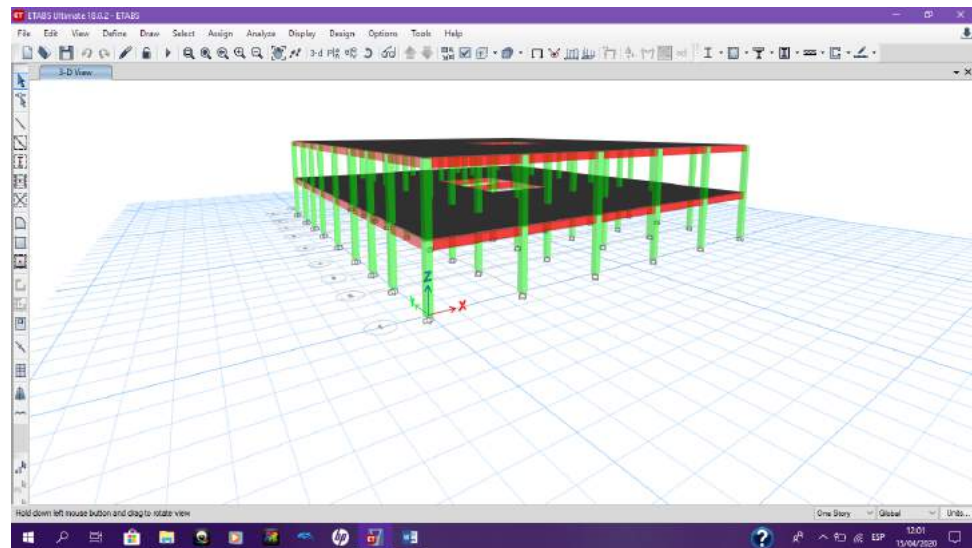 ETABS Ultimate 18.0.2 - ETABS
File Edit View Define Draw Select Assign Analyze Display Design Options Tools Help
3-d
3-D View
Z
Y
X
Hold down left mouse button and drag to rotate view
One Story
Global
Units...
12:01
ESP
15/04/2020